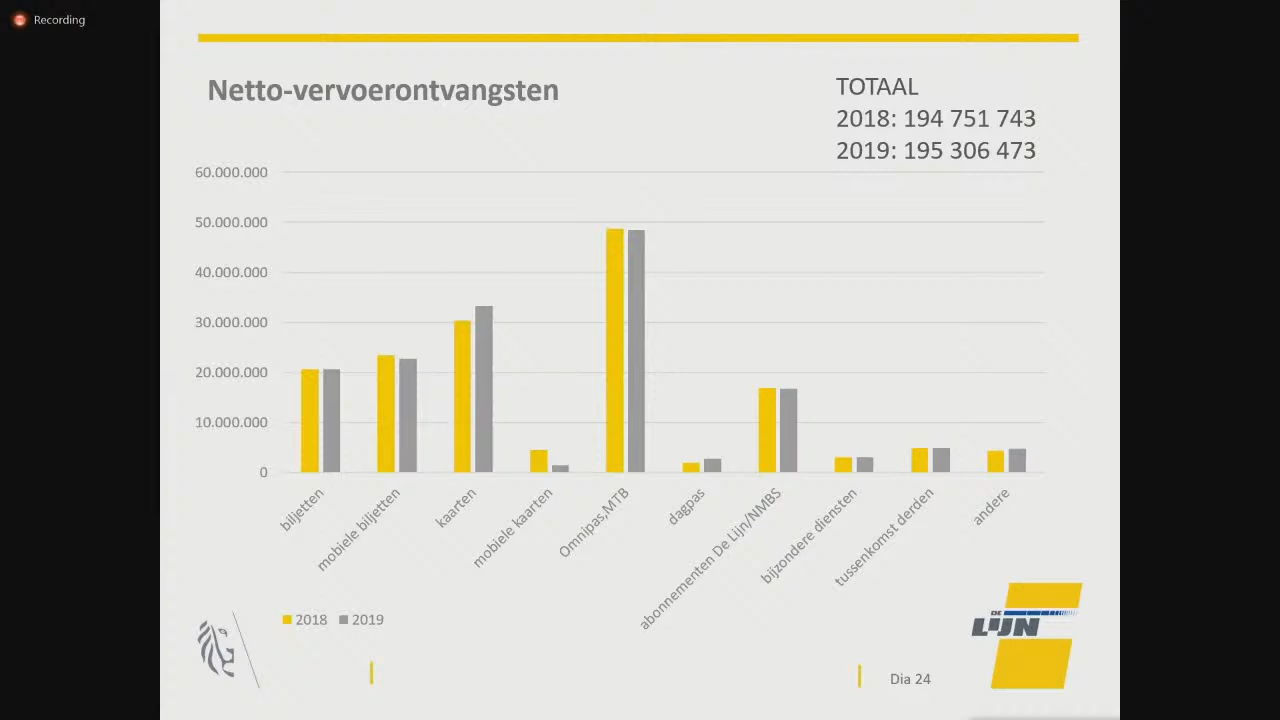 Recording
Netto-vervoerontvangsten
TOTAAL
2018: 194 751 743
2019: 195 306 473
60.000.000
50.000.000
40.000.000
30.000.000
20.000.000
10.000.000
0
biljetten
mobiele biljetten
kaarten
mobiele kaarten
Omnipas,MTB
dagpas
abonnementen De Lijn/NMBS
bijzondere diensten
tussenkomst derden
andere
2018
2019
DE
LIJN
Dia 24